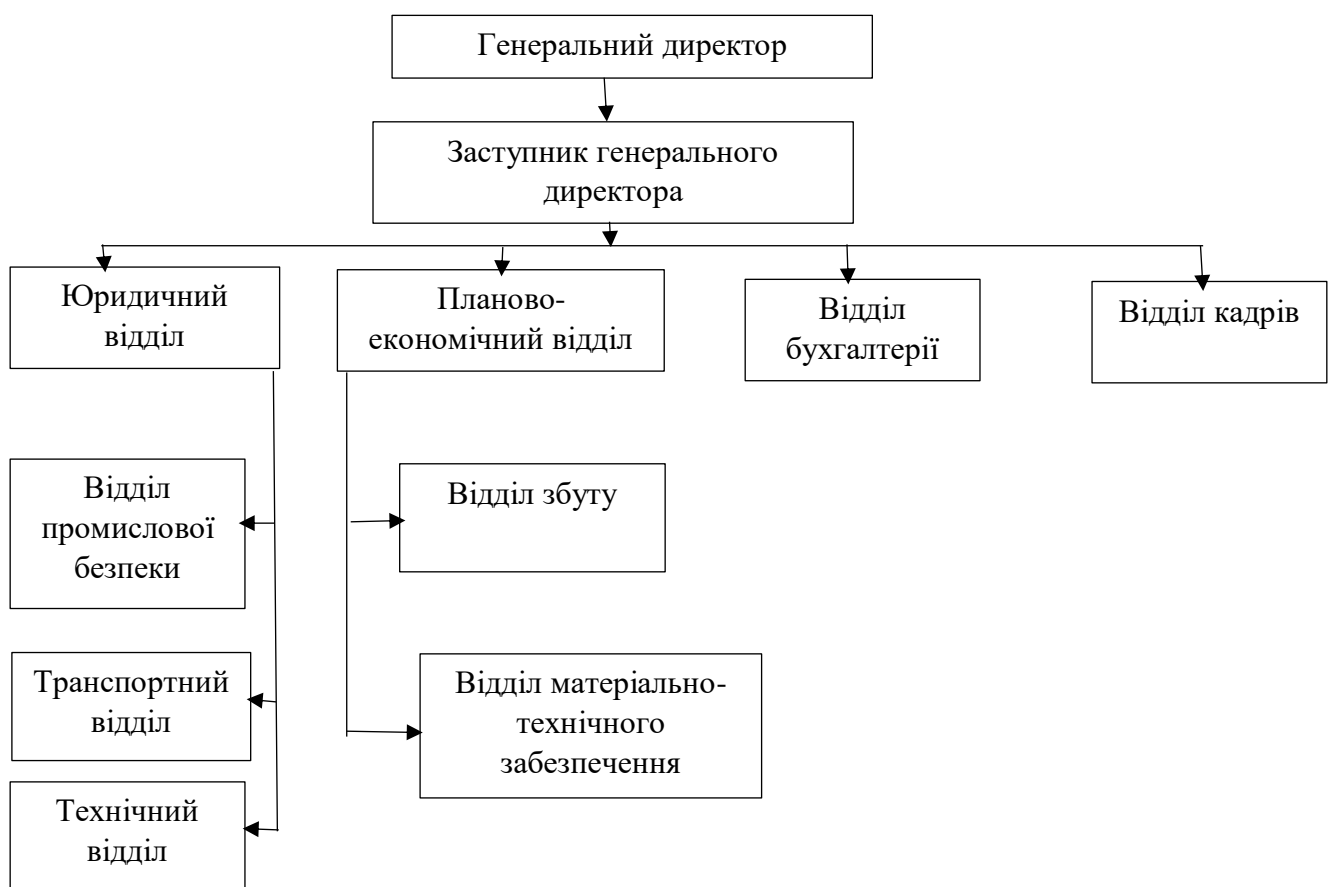 Генеральний директор
Заступник генерального
директора
Юридичний
відділ
Планово-
економічний відділ
Відділ
бухгалтерії
Відділ кадрів
Відділ
промислової
безпеки
Відділ збуту
Транспортний
відділ
Відділ матеріально-
технічного
забезпечення
Технічний
відділ